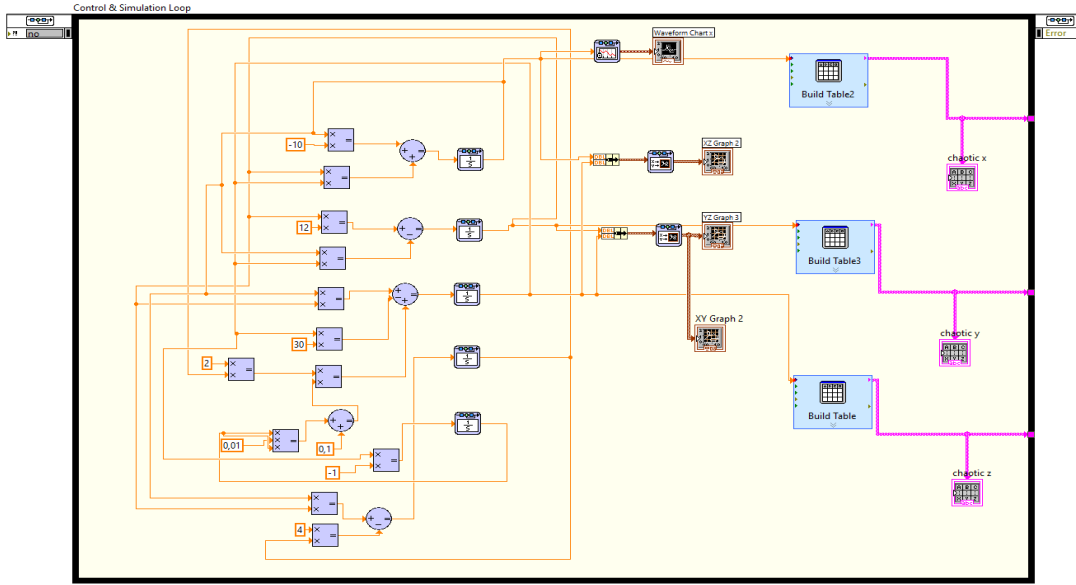 Control & Simulation Loop
no
Error
Waveform Chart x
Build Table2
-10
XZ Graph 2
chaotic x
12
YZ Graph 3
Build Table3
30
XY Graph 2
chaotic y
2
Build Table
0,01
0,1
-1
chaotic z
4